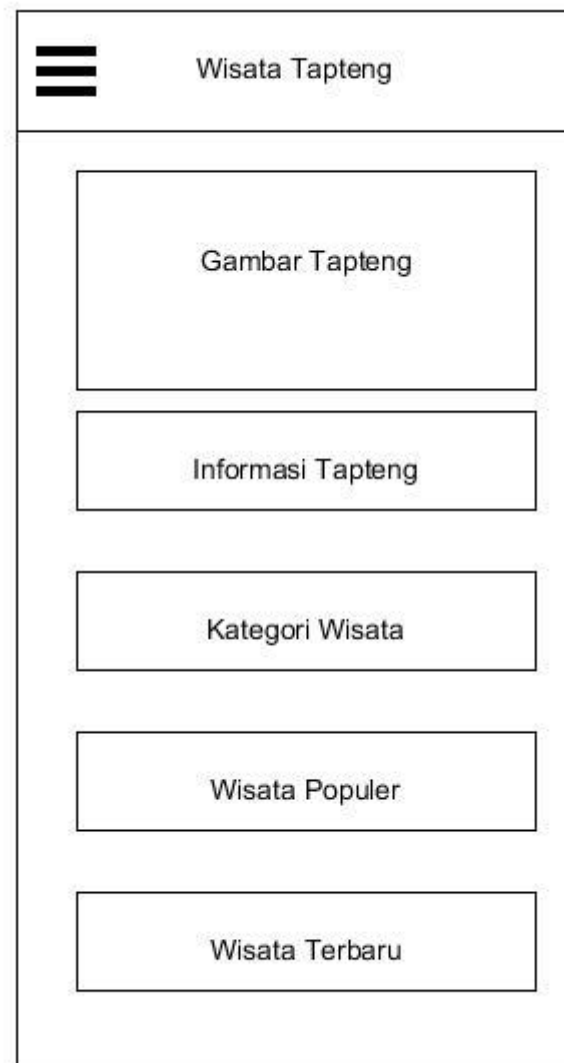 Wisata Tapteng
Gambar Tapteng
Informasi Tapteng
Kategori Wisata
Wisata Populer
Wisata Terbaru